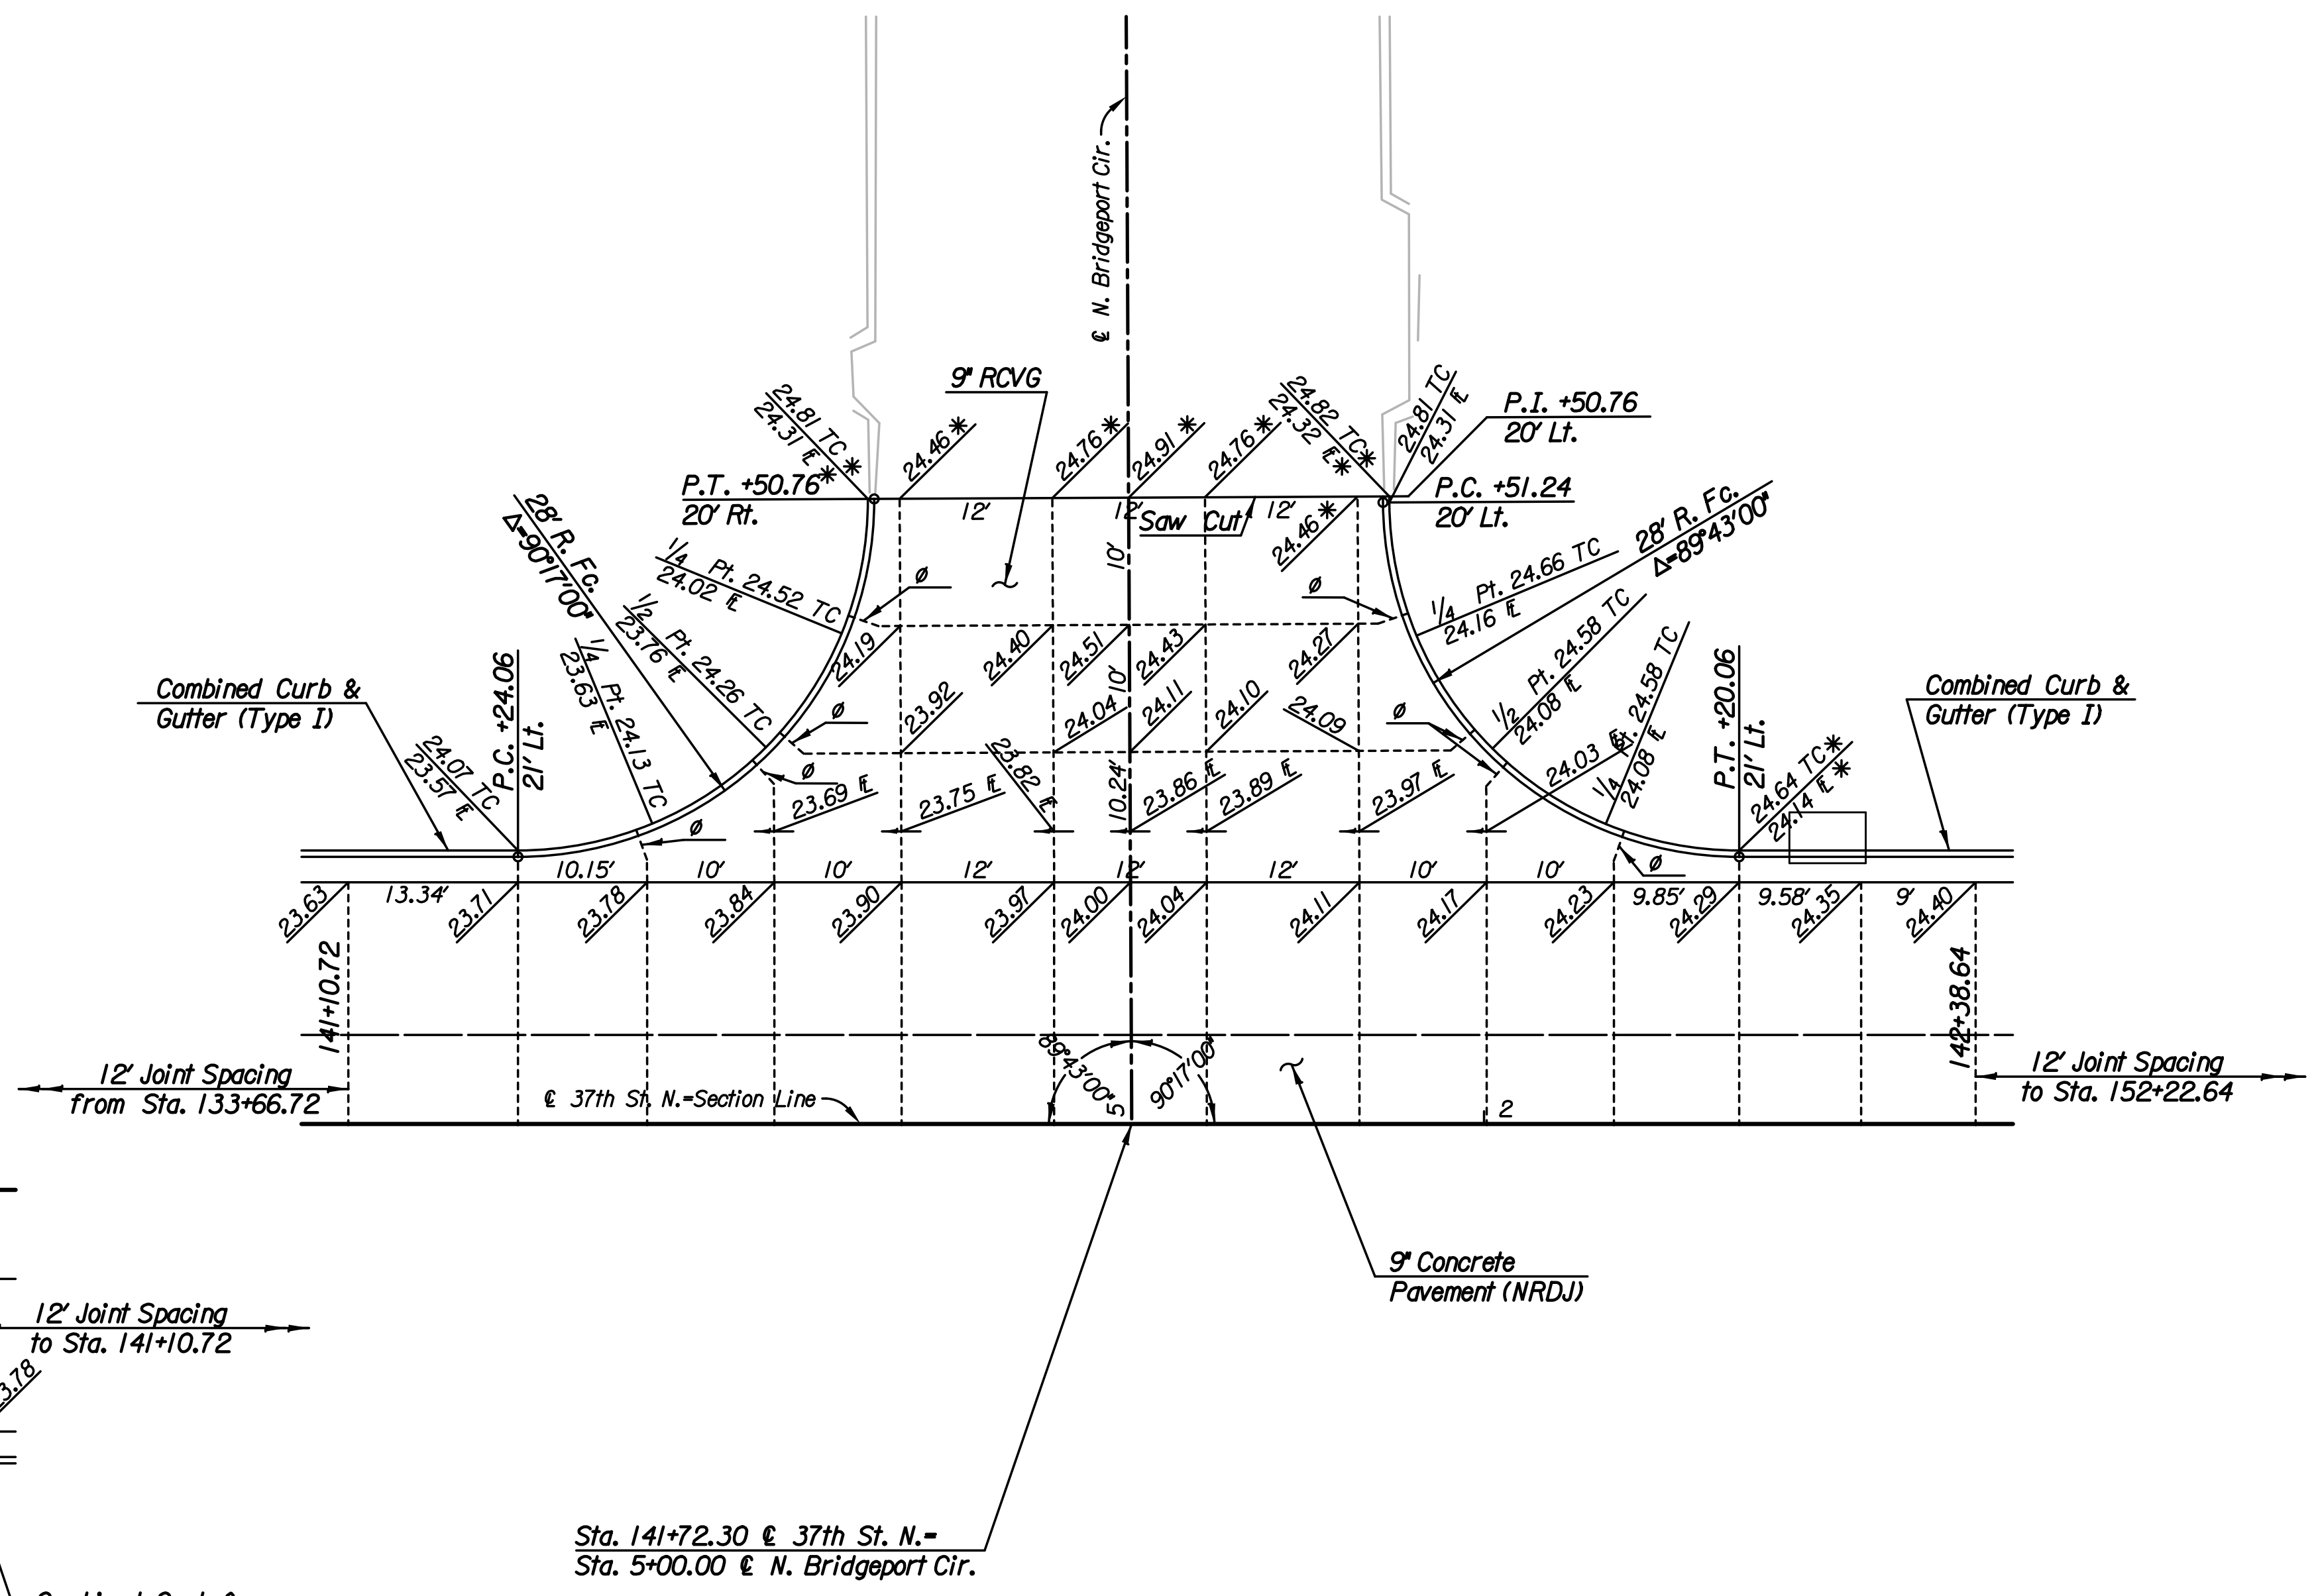 ℄ N. Bridgeport Cir.
9" RCVG
24.81 TC*
24.31 ℄*
24.46*
24.76*
24.91*
24.76*
24.82 TC*
24.32 ℄*
24.81 TC
24.31 ℄
P.I. +50.76
20' Lt.
P.T. +50.76
20' Rt.
P.C. +51.24
20' Lt.
12'
12'
12'
Saw Cut
24.46*
10'
28' R. Fc.
Δ=90°17'00"
1/4 Pt. 24.52 TC
24.02 ℄
1/2 Pt. 24.26 TC
23.76 ℄
1/4 Pt. 24.13 TC
23.63 ℄
28' R. Fc.
Δ=89°43'00"
1/4 Pt. 24.66 TC
24.16 ℄
1/2 Pt. 24.58 TC
24.08 ℄
1/4 Pt. 24.58 TC
24.08 ℄
ø
ø
24.19
24.40
24.51
24.43
24.27
10'
P.C. +24.06
21' Lt.
P.T. +20.06
21' Lt.
Combined Curb &
Gutter (Type I)
Combined Curb &
Gutter (Type I)
ø
23.92
24.04
24.11
24.10
24.09
ø
24.07 TC
23.57 ℄
ø
23.69 ℄
23.75 ℄
23.82 ℄
10.24'
23.86 ℄
23.89 ℄
23.97 ℄
24.03 ℄
24.64 TC*
24.14 ℄*
ø
ø
10.15'
10'
10'
12'
12'
12'
10'
10'
13.34'
9.85'
9.58'
9'
23.63
23.71
23.78
23.84
23.90
23.97
24.00
24.04
24.11
24.17
24.23
24.29
24.35
24.40
141+10.72
142+38.64
12' Joint Spacing
from Sta. 133+66.72
12' Joint Spacing
to Sta. 152+22.64
89°43'00"
90°17'00"
℄ 37th St. N.=Section Line
5
2
9" Concrete
Pavement (NRDJ)
12' Joint Spacing
to Sta. 141+10.72
3.78
Sta. 141+72.30 ℄ 37th St. N.=
Sta. 5+00.00 ℄ N. Bridgeport Cir.